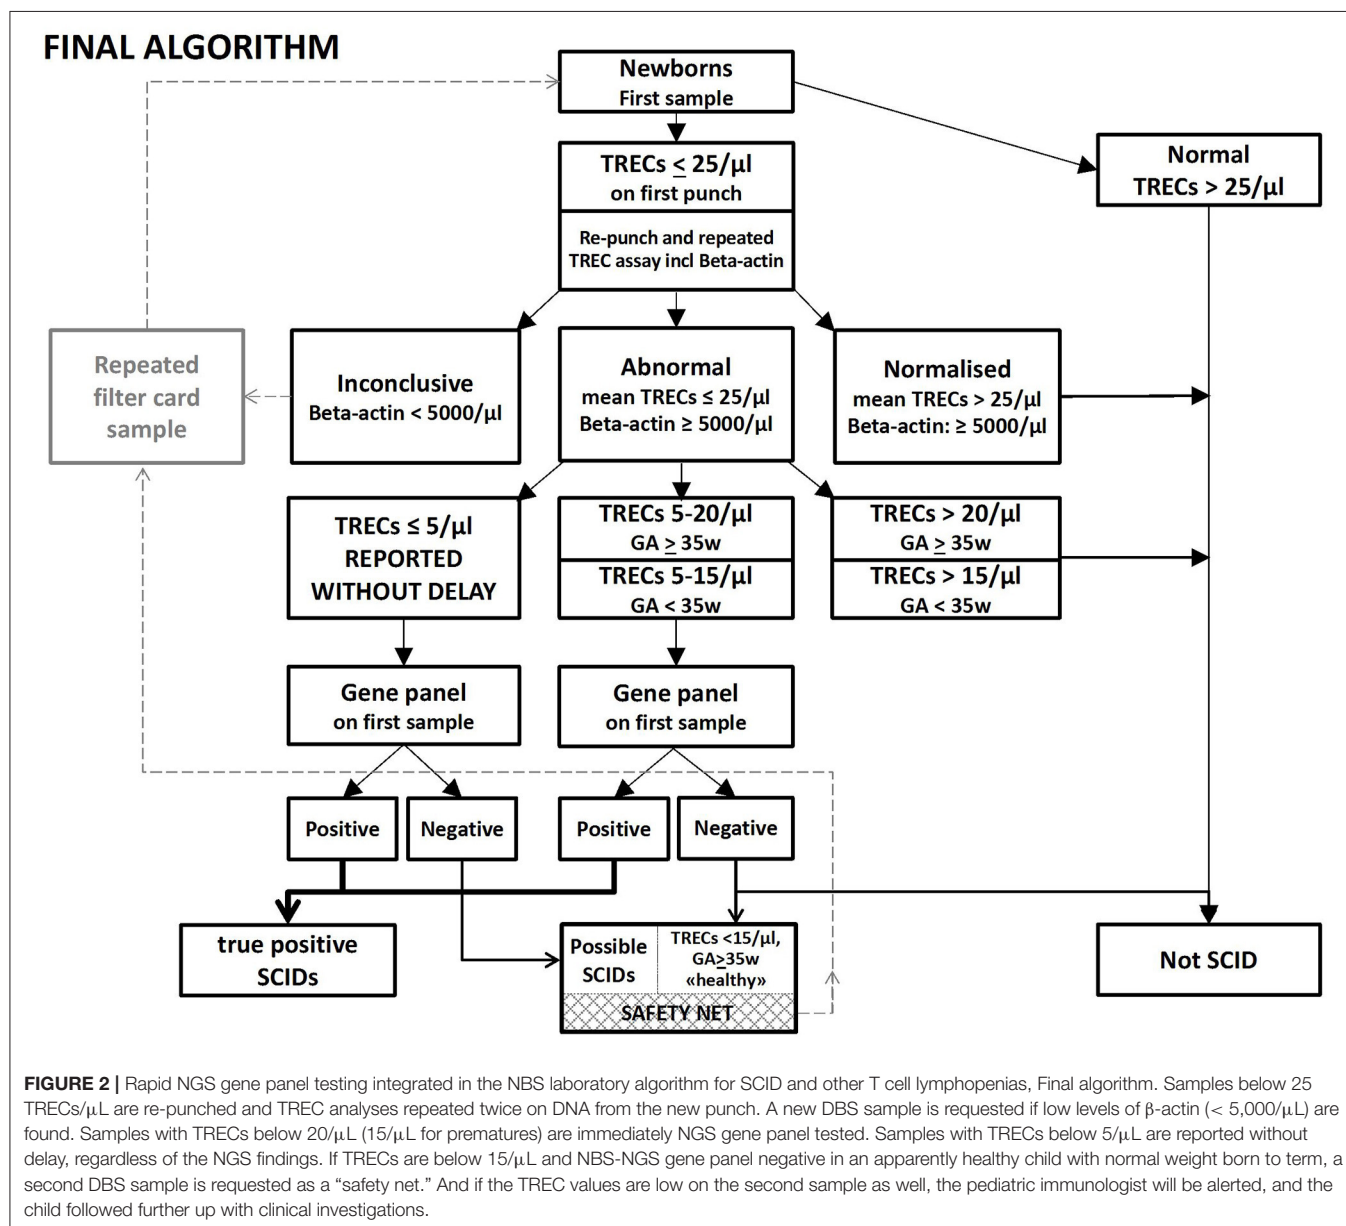 FINAL ALGORITHM
Newborns
First sample
Normal
TRECs > 25/µl
TRECs ≤ 25/µl
on first punch
Re-punch and repeated
TREC assay incl Beta-actin
Repeated
filter card
sample
Inconclusive
Beta-actin < 5000/µl
Abnormal
mean TRECs ≤ 25/µl
Beta-actin ≥ 5000/µl
Normalised
mean TRECs > 25/µl
Beta-actin: ≥ 5000/µl
TRECs ≤ 5/µl
REPORTED
WITHOUT DELAY
TRECs 5-20/µl
GA ≥ 35w
TRECs 5-15/µl
GA < 35w
TRECs > 20/µl
GA ≥ 35w
TRECs > 15/µl
GA < 35w
Gene panel
on first sample
Gene panel
on first sample
Positive
Negative
Positive
Negative
true positive
SCIDs
Possible
SCIDs
TRECs <15/µl,
GA≥35w
«healthy»
SAFETY NET
Not SCID
FIGURE 2 | Rapid NGS gene panel testing integrated in the NBS laboratory algorithm for SCID and other T cell lymphopenias, Final algorithm. Samples below 25
TRECs/µL are re-punched and TREC analyses repeated twice on DNA from the new punch. A new DBS sample is requested if low levels of β-actin (< 5,000/µL) are
found. Samples with TRECs below 20/µL (15/µL for prematures) are immediately NGS gene panel tested. Samples with TRECs below 5/µL are reported without
delay, regardless of the NGS findings. If TRECs are below 15/µL and NBS-NGS gene panel negative in an apparently healthy child with normal weight born to term, a
second DBS sample is requested as a “safety net.” And if the TREC values are low on the second sample as well, the pediatric immunologist will be alerted, and the
child followed further up with clinical investigations.